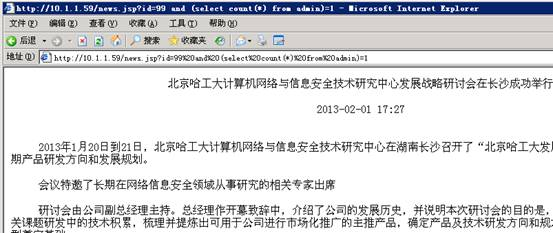 http://10.1.1.59/news.jsp?id=99 and (select count(*) from admin)=1 - Microsoft Internet Explorer
文件(F) 编辑(E) 查看(V) 收藏(A) 工具(T) 帮助(H)
后退 搜索 收藏夹
地址(D) http://10.1.1.59/news.jsp?id=99%20and%20(select%20count(*)%20from%20admin)=1
北京哈工大计算机网络与信息安全技术研究中心发展战略研讨会在长沙成功举行
2013-02-01 17:27
2013年1月20日到21日，北京哈工大计算机网络与信息安全技术研究中心在湖南长沙召开了“北京哈工大发展
期产品研发方向和发展规划。
会议特邀了长期在网络信息安全领域从事研究的相关专家出席
研讨会由公司副总经理主持。总经理作开幕致辞中，介绍了公司的发展历史，并说明本次研讨会的目的是，
关课题研发中的技术积累，梳理并提炼出可用于公司进行市场化推广的主推产品，确定产品及技术研发方向和规